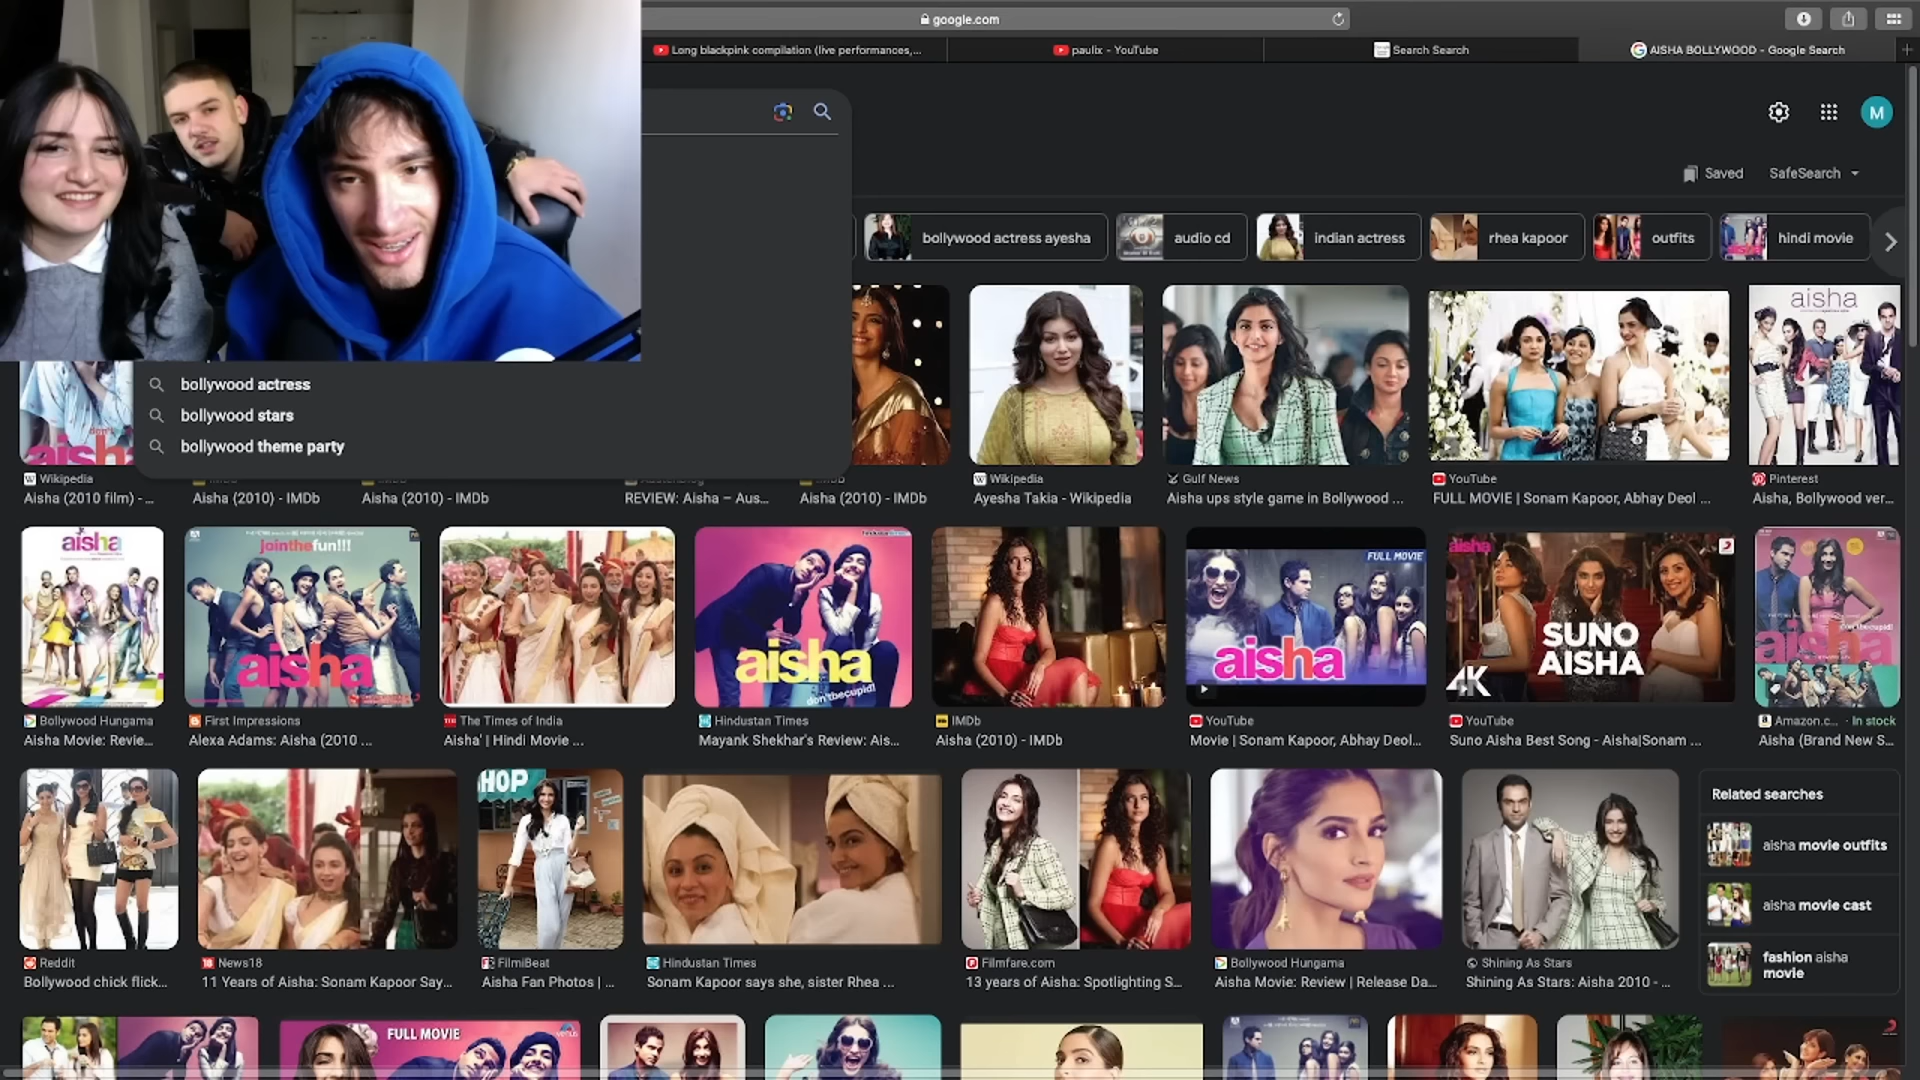 google.com
Long blackpink compilation (live performances,...
paulix - YouTube
Search Search
AISHA BOLLYWOOD - Google Search
M
Saved
SafeSearch
bollywood actress ayesha
audio cd
indian actress
rhea kapoor
outfits
hindi movie
bollywood actress
bollywood stars
bollywood theme party
aisha
Wikipedia
Aisha (2010 film) - ...
Aisha (2010) - IMDb
Aisha (2010) - IMDb
REVIEW: Aisha – Aus...
Aisha (2010) - IMDb
Wikipedia
Ayesha Takia - Wikipedia
Gulf News
Aisha ups style game in Bollywood ...
YouTube
FULL MOVIE | Sonam Kapoor, Abhay Deol ...
Pinterest
Aisha, Bollywood ver...
aisha
jointhefun!!!
aisha
aisha
don'tbecupid!
FULL MOVIE
aisha
aisha
SUNO
AISHA
4K
aisha
Bollywood Hungama
Aisha Movie: Revie...
First Impressions
Alexa Adams: Aisha (2010 ...
The Times of India
Aisha' | Hindi Movie ...
Hindustan Times
Mayank Shekhar's Review: Ais...
IMDb
Aisha (2010) - IMDb
YouTube
Movie | Sonam Kapoor, Abhay Deol...
YouTube
Suno Aisha Best Song - Aisha|Sonam ...
Amazon.c... · In stock
Aisha (Brand New S...
HOP
Related searches
aisha movie outfits
aisha movie cast
fashion aisha
movie
Reddit
Bollywood chick flick...
News18
11 Years of Aisha: Sonam Kapoor Say...
FilmiBeat
Aisha Fan Photos | ...
Hindustan Times
Sonam Kapoor says she, sister Rhea ...
Filmfare.com
13 years of Aisha: Spotlighting S...
Bollywood Hungama
Aisha Movie: Review | Release Da...
Shining As Stars
Shining As Stars: Aisha 2010 - ...
FULL MOVIE